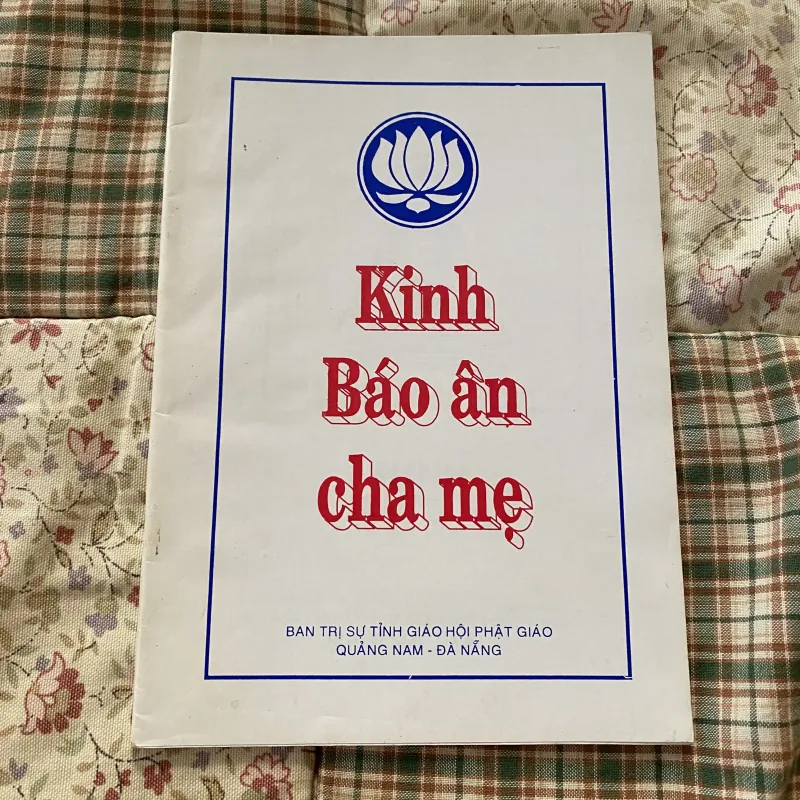 Kinh
Báo ân
cha mẹ
BAN TRỊ SỰ TỈNH GIÁO HỘI PHẬT GIÁO
QUẢNG NAM - ĐÀ NẴNG